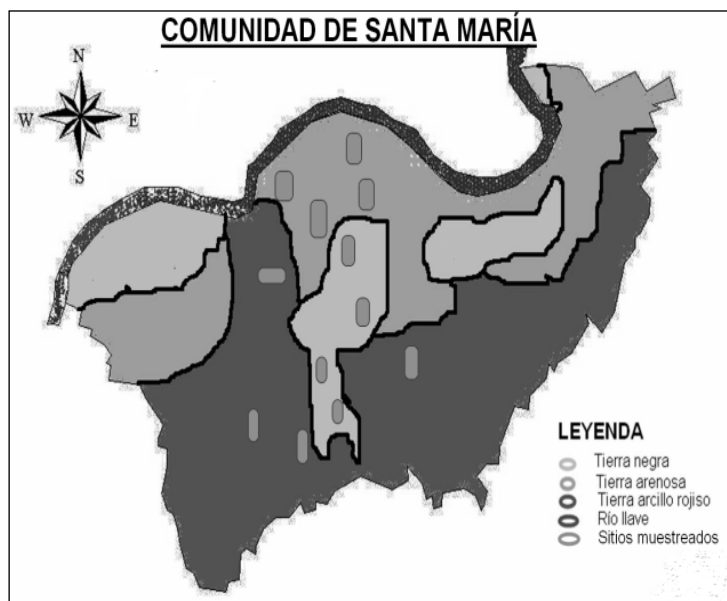 COMUNIDAD DE SANTA MARÍA
N
W
E
S
LEYENDA
Tierra negra
Tierra arenosa
Tierra arcillo rojiso
Río llave
Sitios muestreados